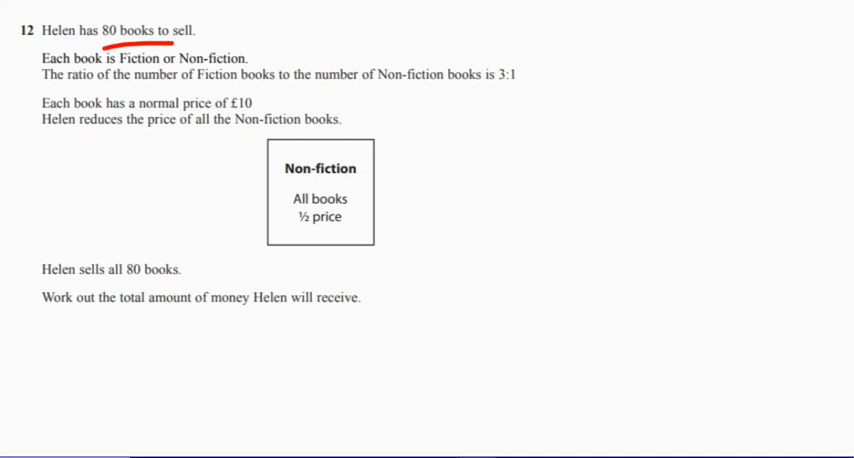 12 Helen has 80 books to sell.
Each book is Fiction or Non-fiction.
The ratio of the number of Fiction books to the number of Non-fiction books is 3:1
Each book has a normal price of £10
Helen reduces the price of all the Non-fiction books.
Non-fiction
All books
½ price
Helen sells all 80 books.
Work out the total amount of money Helen will receive.